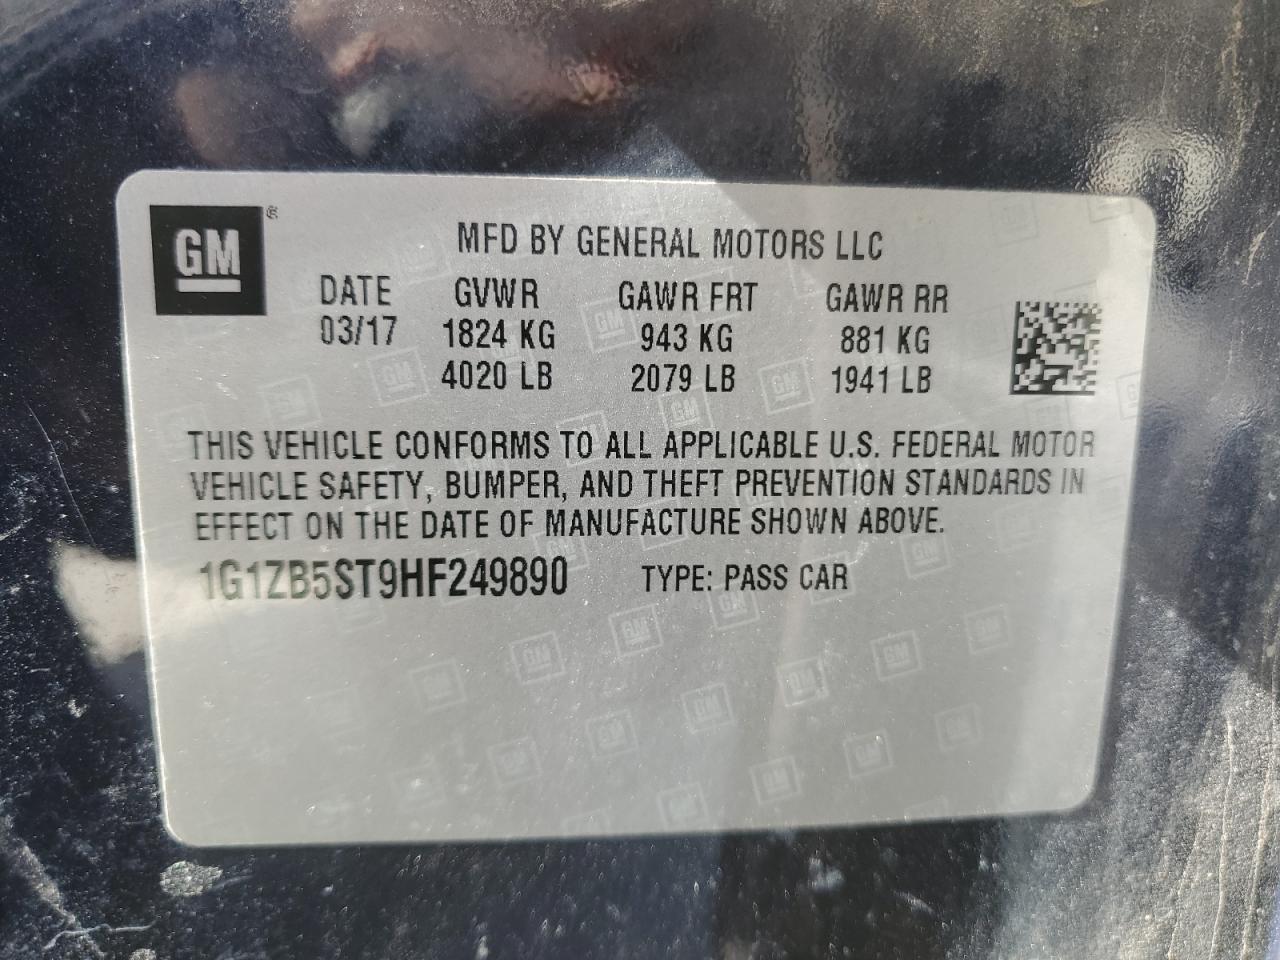 GM®
MFD BY GENERAL MOTORS LLC
DATE GVWR GAWR FRT GAWR RR
03/17 1824 KG 943 KG 881 KG
4020 LB 2079 LB 1941 LB
THIS VEHICLE CONFORMS TO ALL APPLICABLE U.S. FEDERAL MOTOR
VEHICLE SAFETY, BUMPER, AND THEFT PREVENTION STANDARDS IN
EFFECT ON THE DATE OF MANUFACTURE SHOWN ABOVE.
1G1ZB5ST9HF249890 TYPE: PASS CAR